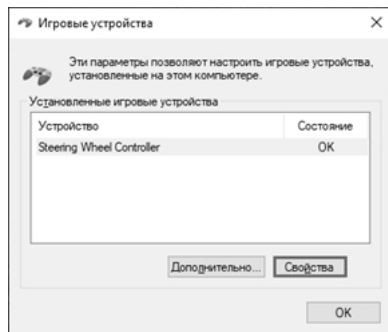 Игровые устройства
Эти параметры позволяют настроить игровые устройства,
установленные на этом компьютере.
Установленные игровые устройства
Устройство Состояние
Steering Wheel Controller OK
Дополнительно... Свойства
OK